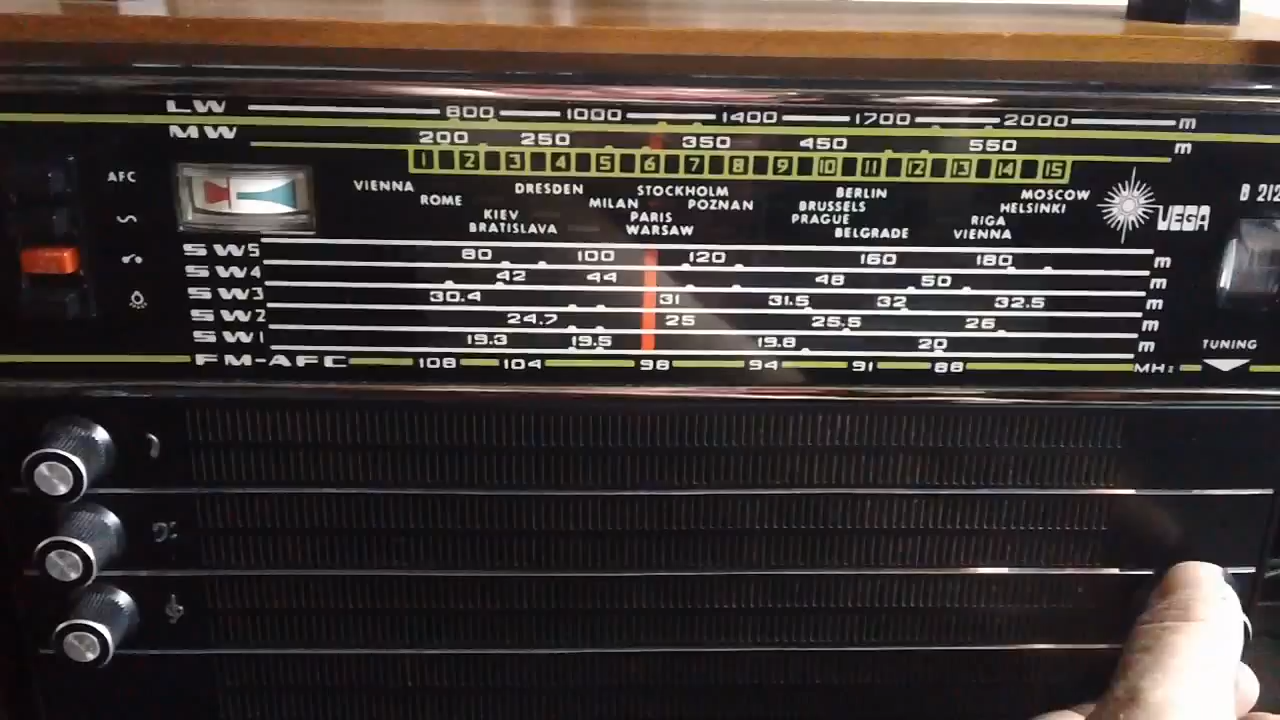 LW 800 1000 1400 1700 2000 m
MW 200 250 350 450 550 m
1 2 3 4 5 6 7 8 9 10 11 12 13 14 15
AFC
VIENNA DRESDEN STOCKHOLM BERLIN MOSCOW
ROME MILAN POZNAN BRUSSELS HELSINKI
KIEV PARIS PRAGUE RIGA
BRATISLAVA WARSAW BELGRADE VIENNA
VEGA
B 212
SW5 80 100 120 160 180 m
SW4 42 44 48 50 m
SW3 30.4 31 31.5 32 32.5 m
SW2 24.7 25 25.5 26 m
SW1 19.3 19.5 19.8 20 m
TUNING
FM-AFC 108 104 98 94 91 88 MHz